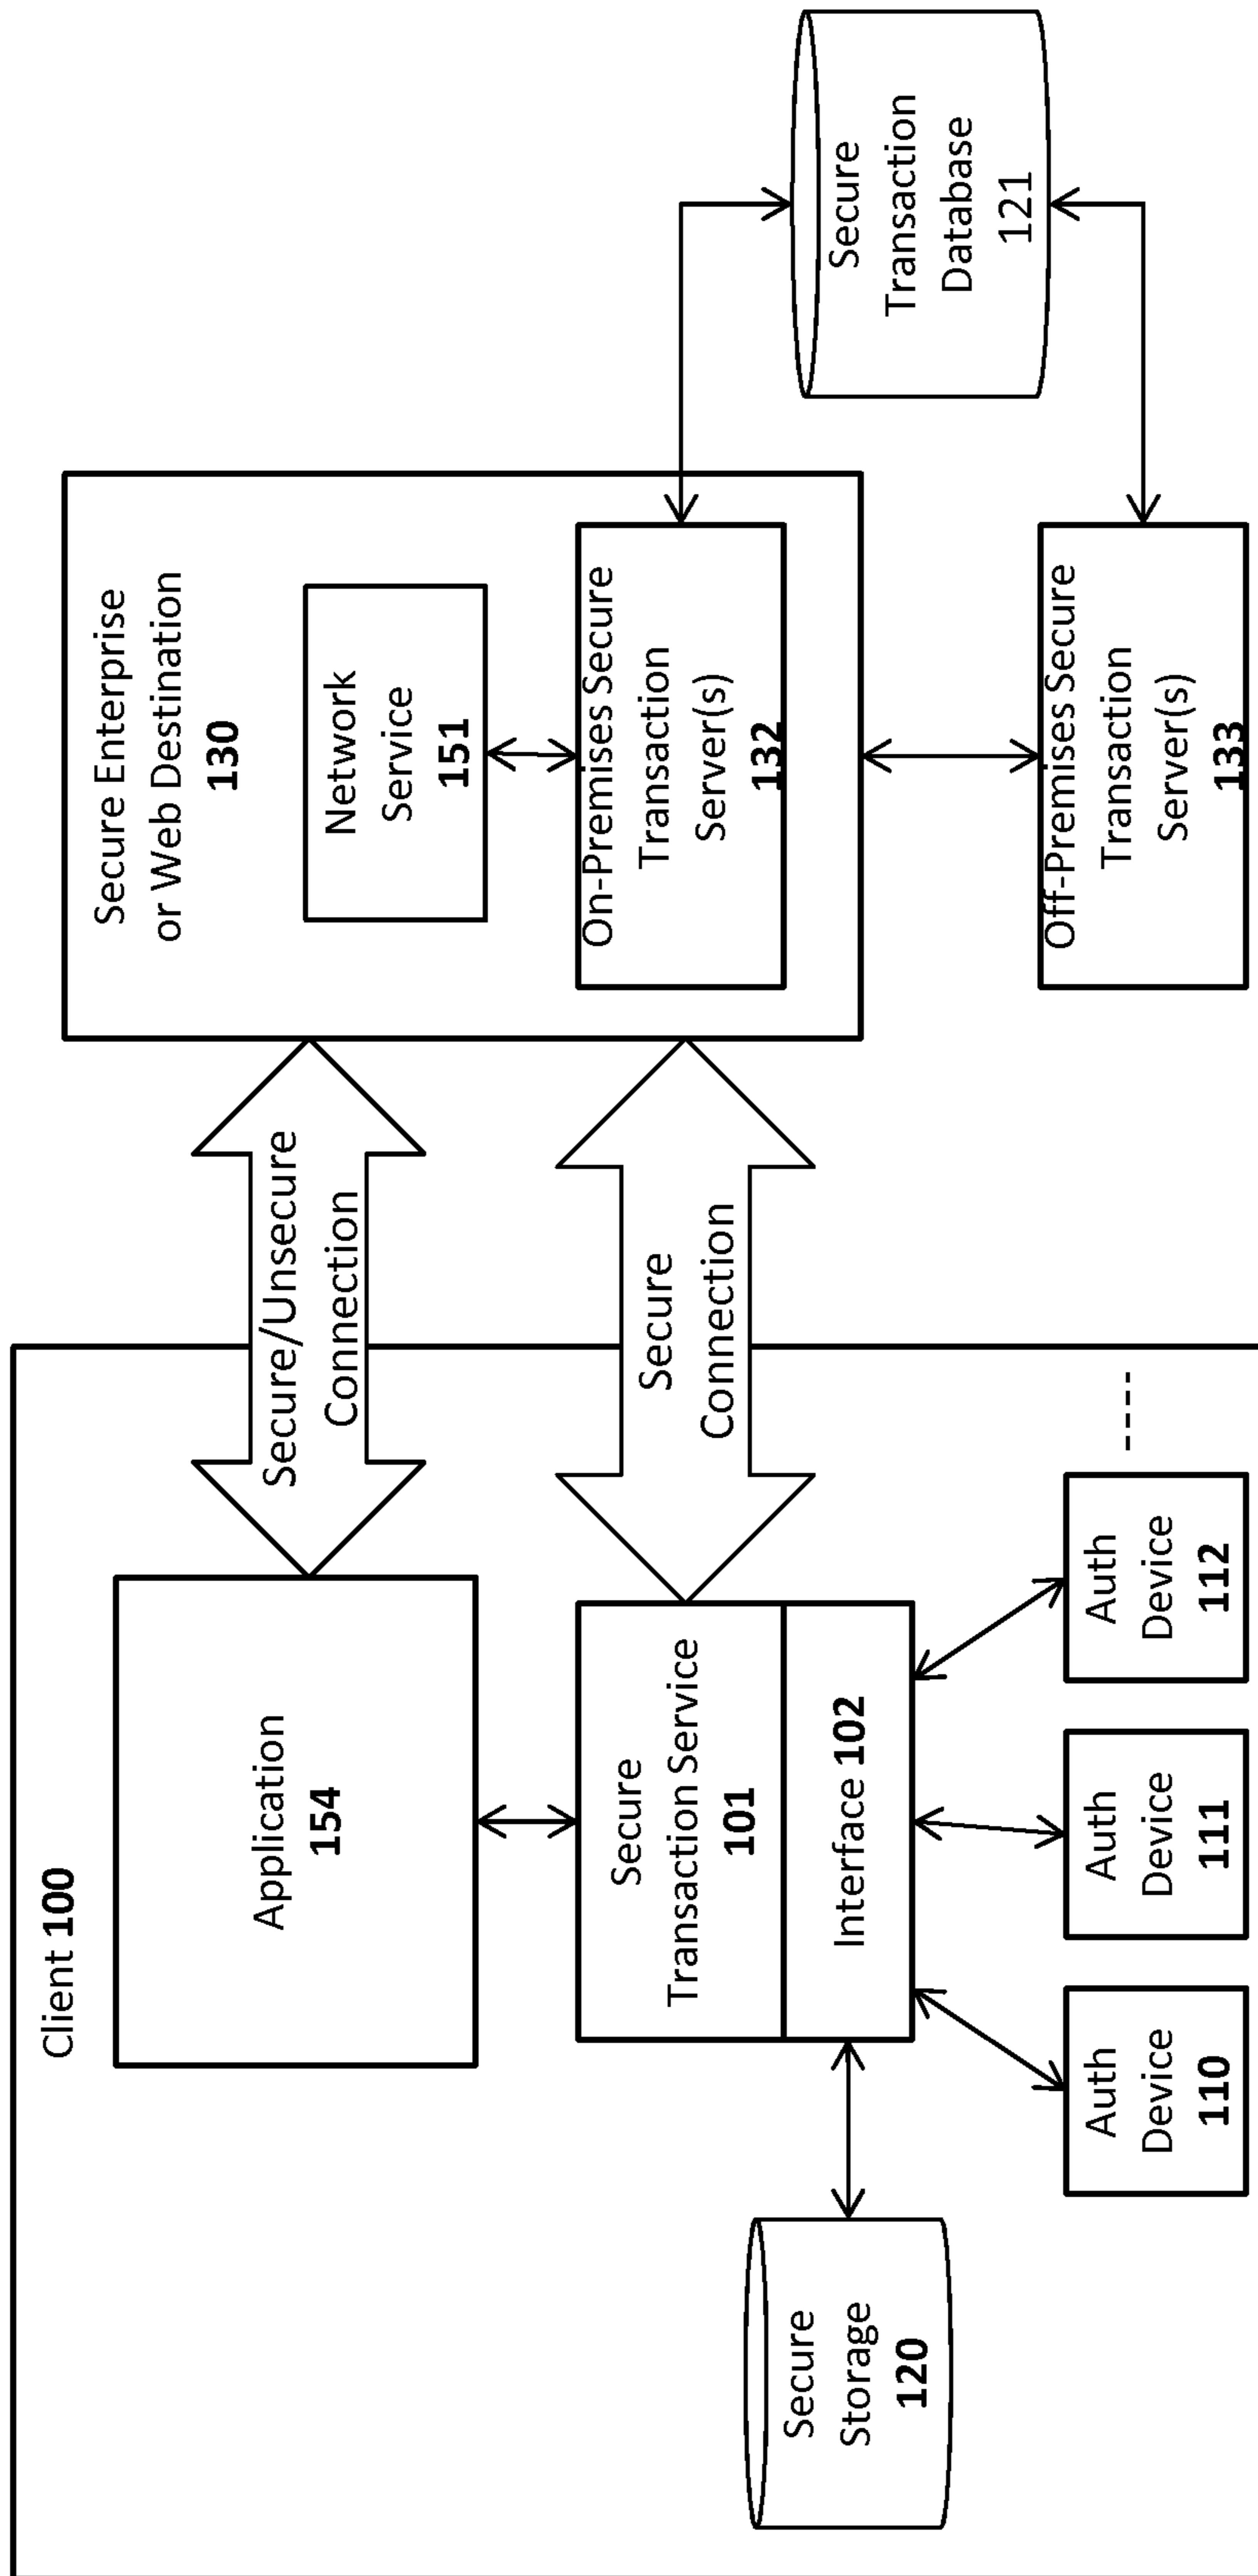 Client 100
Application
154
Secure
Transaction Service
101
Interface 102
Secure
Storage
120
Auth
Device
110
Auth
Device
111
Auth
Device
112
Secure/Unsecure
Connection
Secure
Connection
Secure Enterprise
or Web Destination
130
Network
Service
151
On-Premises Secure
Transaction
Server(s)
132
Off-Premises Secure
Transaction
Server(s)
133
Secure
Transaction
Database
121